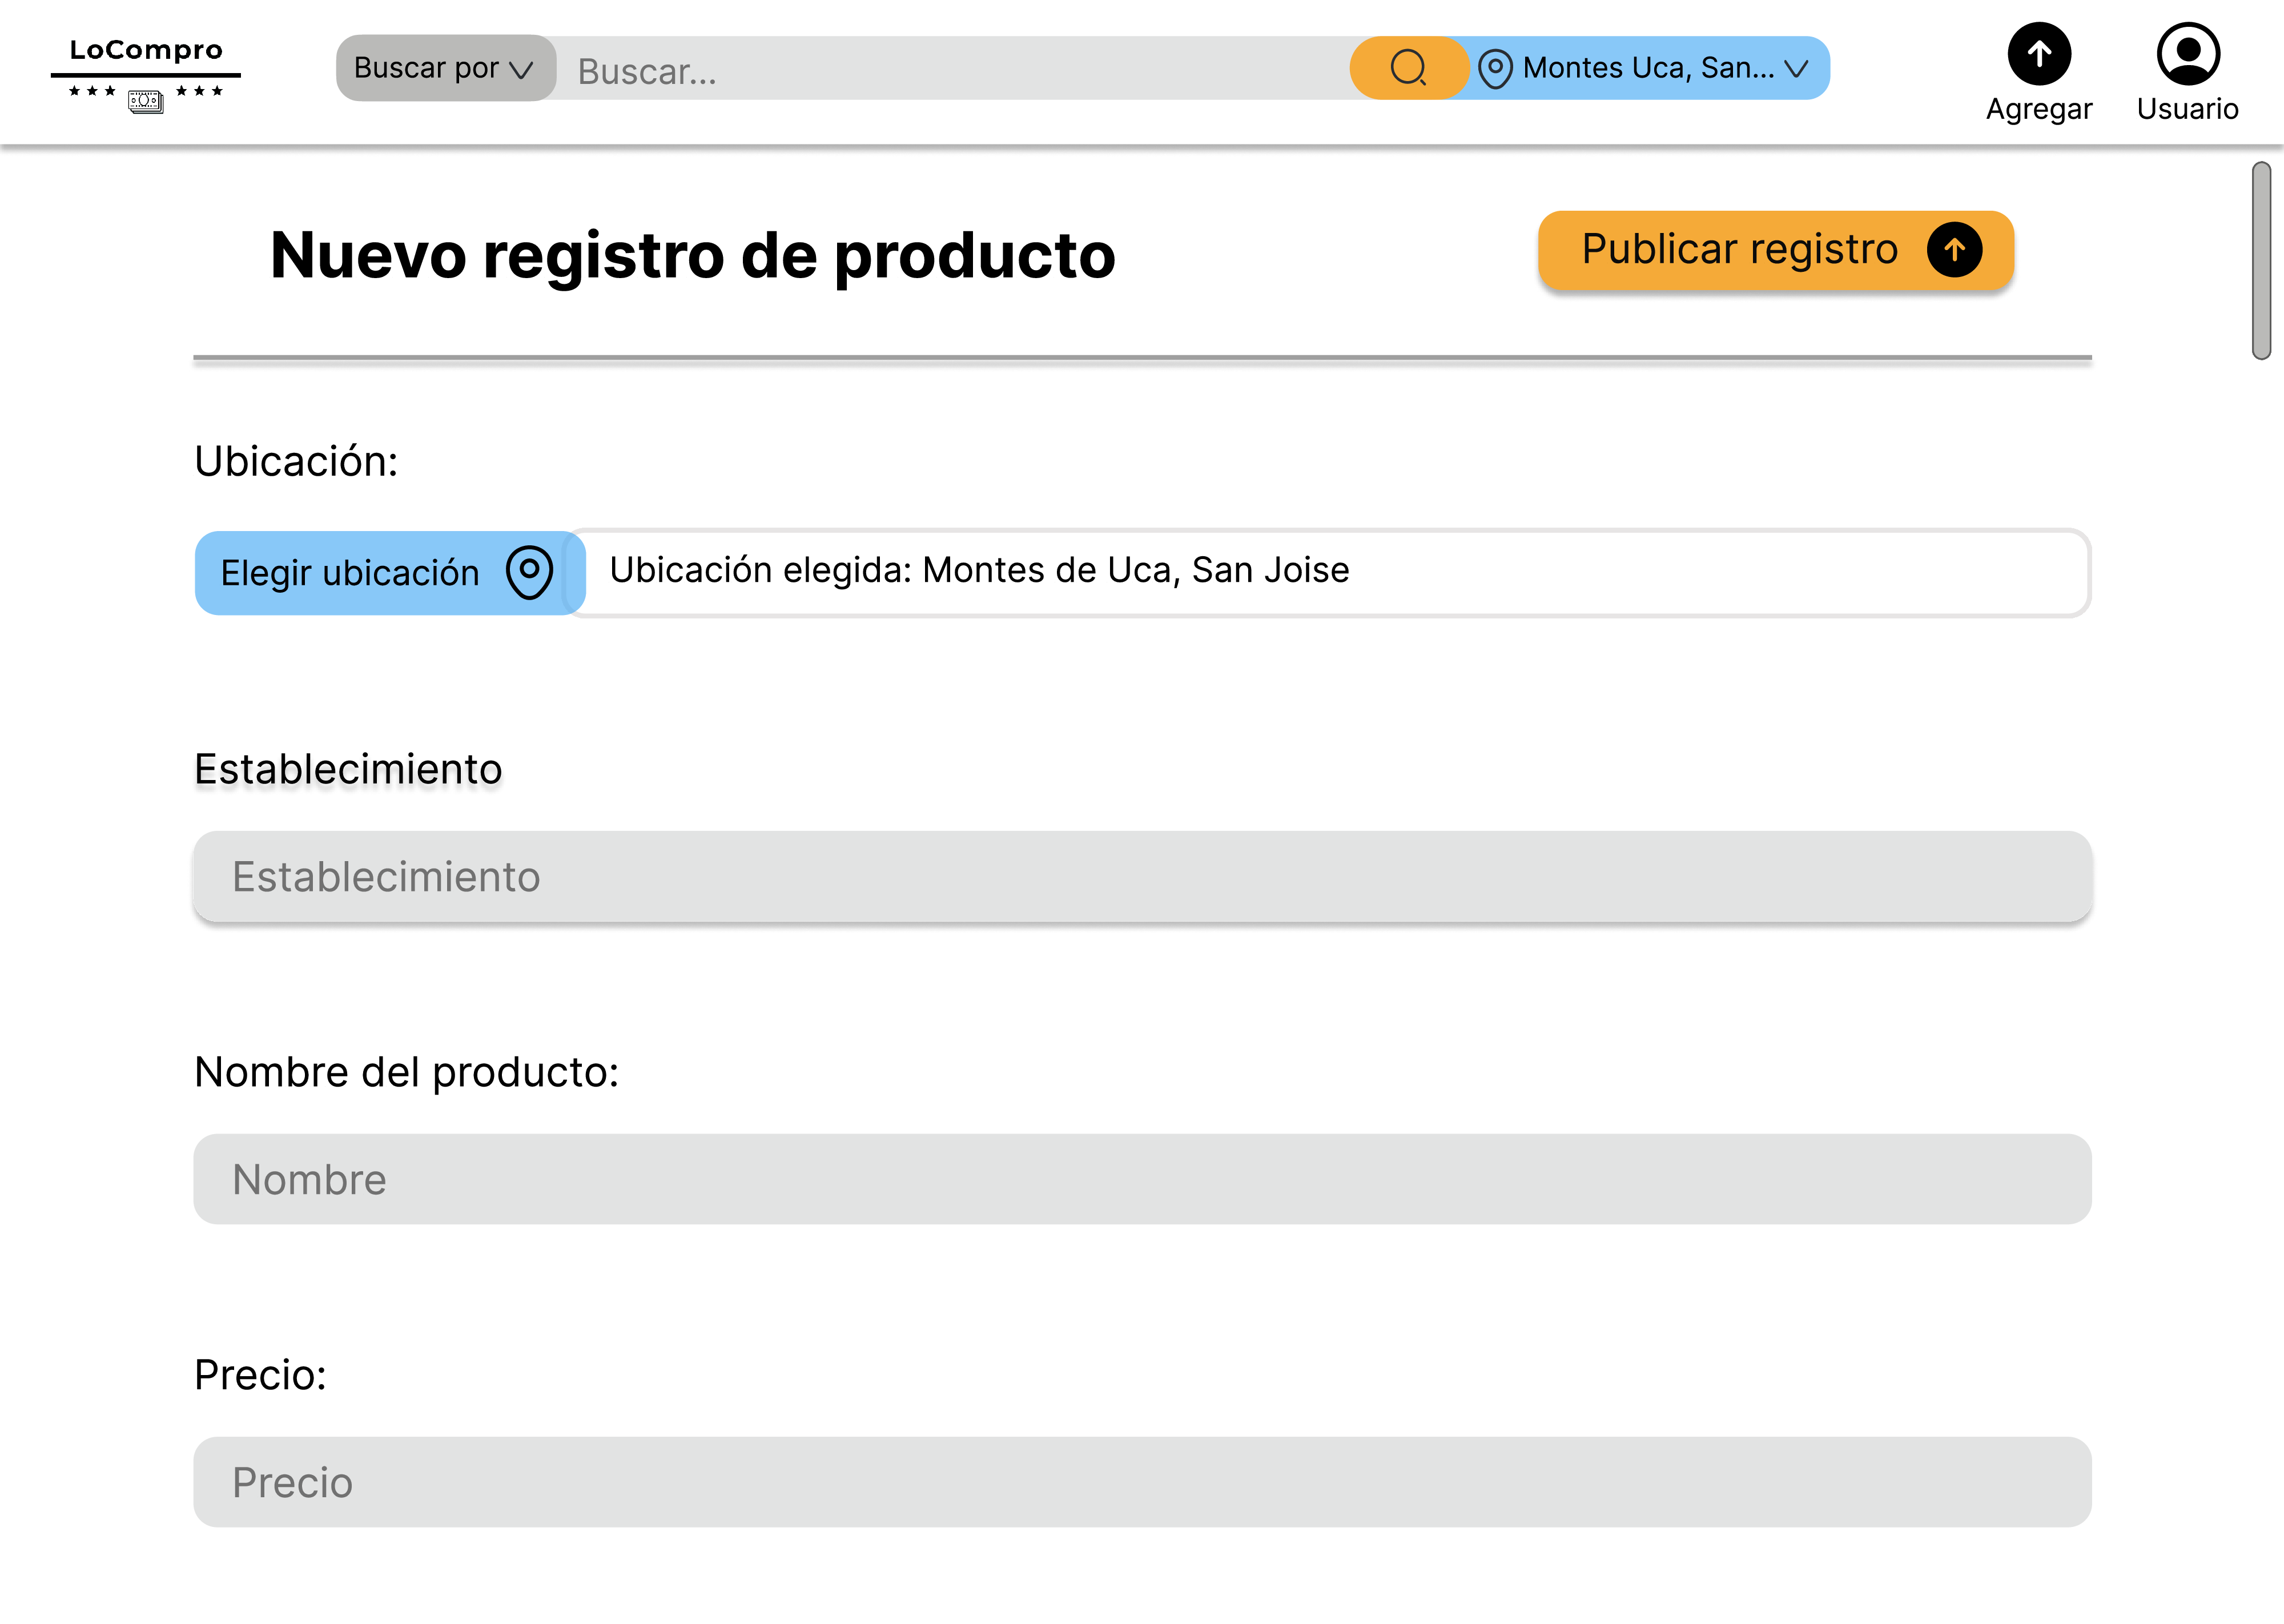 LoCompro
Buscar por
Buscar...
Montes Uca, San...
Agregar
Usuario
Nuevo registro de producto
Publicar registro
Ubicación:
Elegir ubicación
Ubicación elegida: Montes de Uca, San Joise
Establecimiento
Establecimiento
Nombre del producto:
Nombre
Precio:
Precio